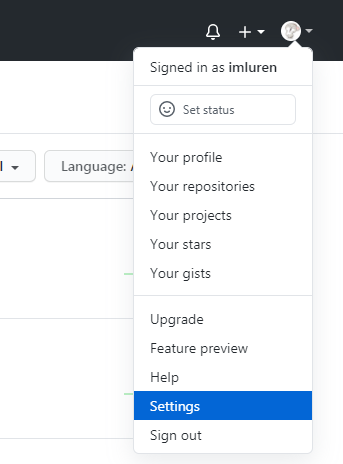 Signed in as imluren
Set status
Language:
Your profile
Your repositories
Your projects
Your stars
Your gists
Upgrade
Feature preview
Help
Settings
Sign out